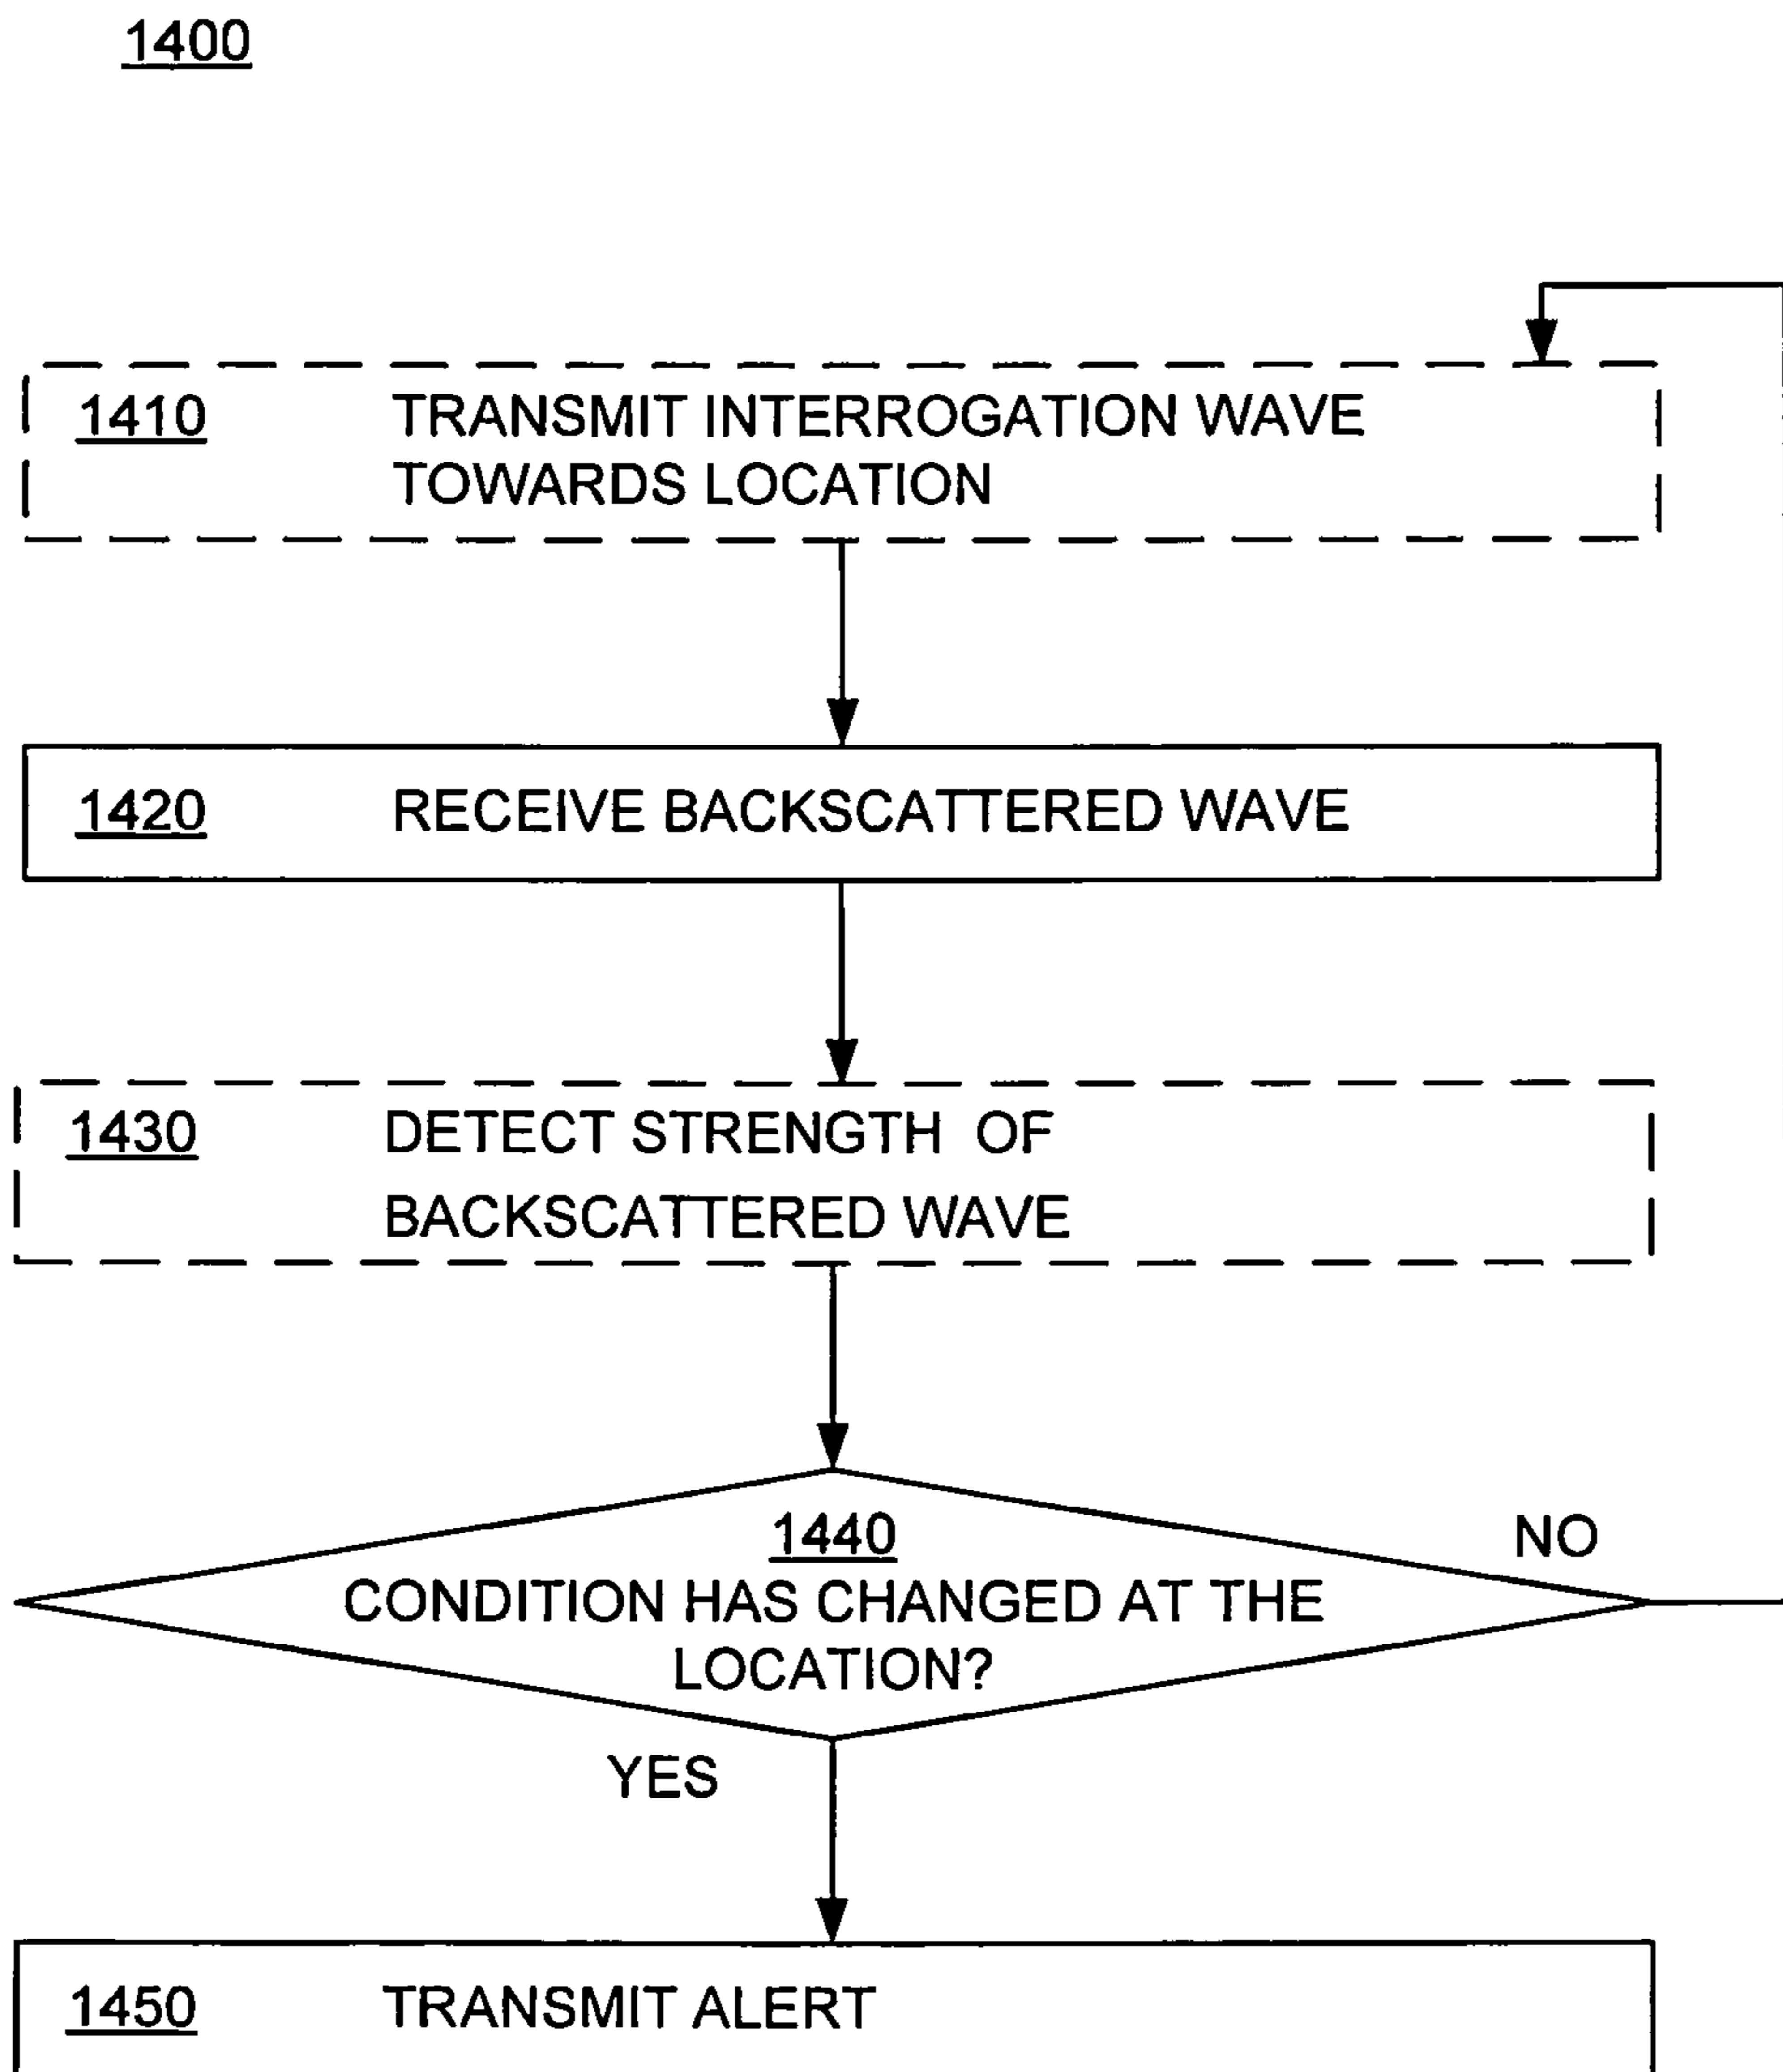 1400
1410 TRANSMIT INTERROGATION WAVE
TOWARDS LOCATION
1420 RECEIVE BACKSCATTERED WAVE
1430 DETECT STRENGTH OF
BACKSCATTERED WAVE
1440
NO
CONDITION HAS CHANGED AT THE
LOCATION?
YES
1450 TRANSMIT ALERT